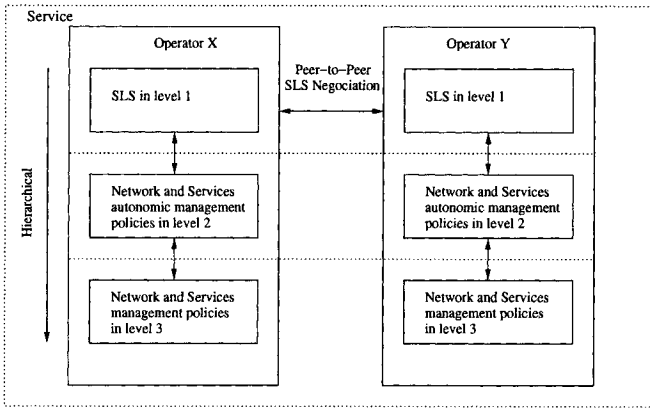 Service
Operator X
Operator Y
Peer–to–Peer
SLS Negociation
SLS in level 1
SLS in level 1
Hierarchical
Network and Services
autonomic management
policies in level 2
Network and Services
autonomic management
policies in level 2
Network and Services
management policies
in level 3
Network and Services
management policies
in level 3